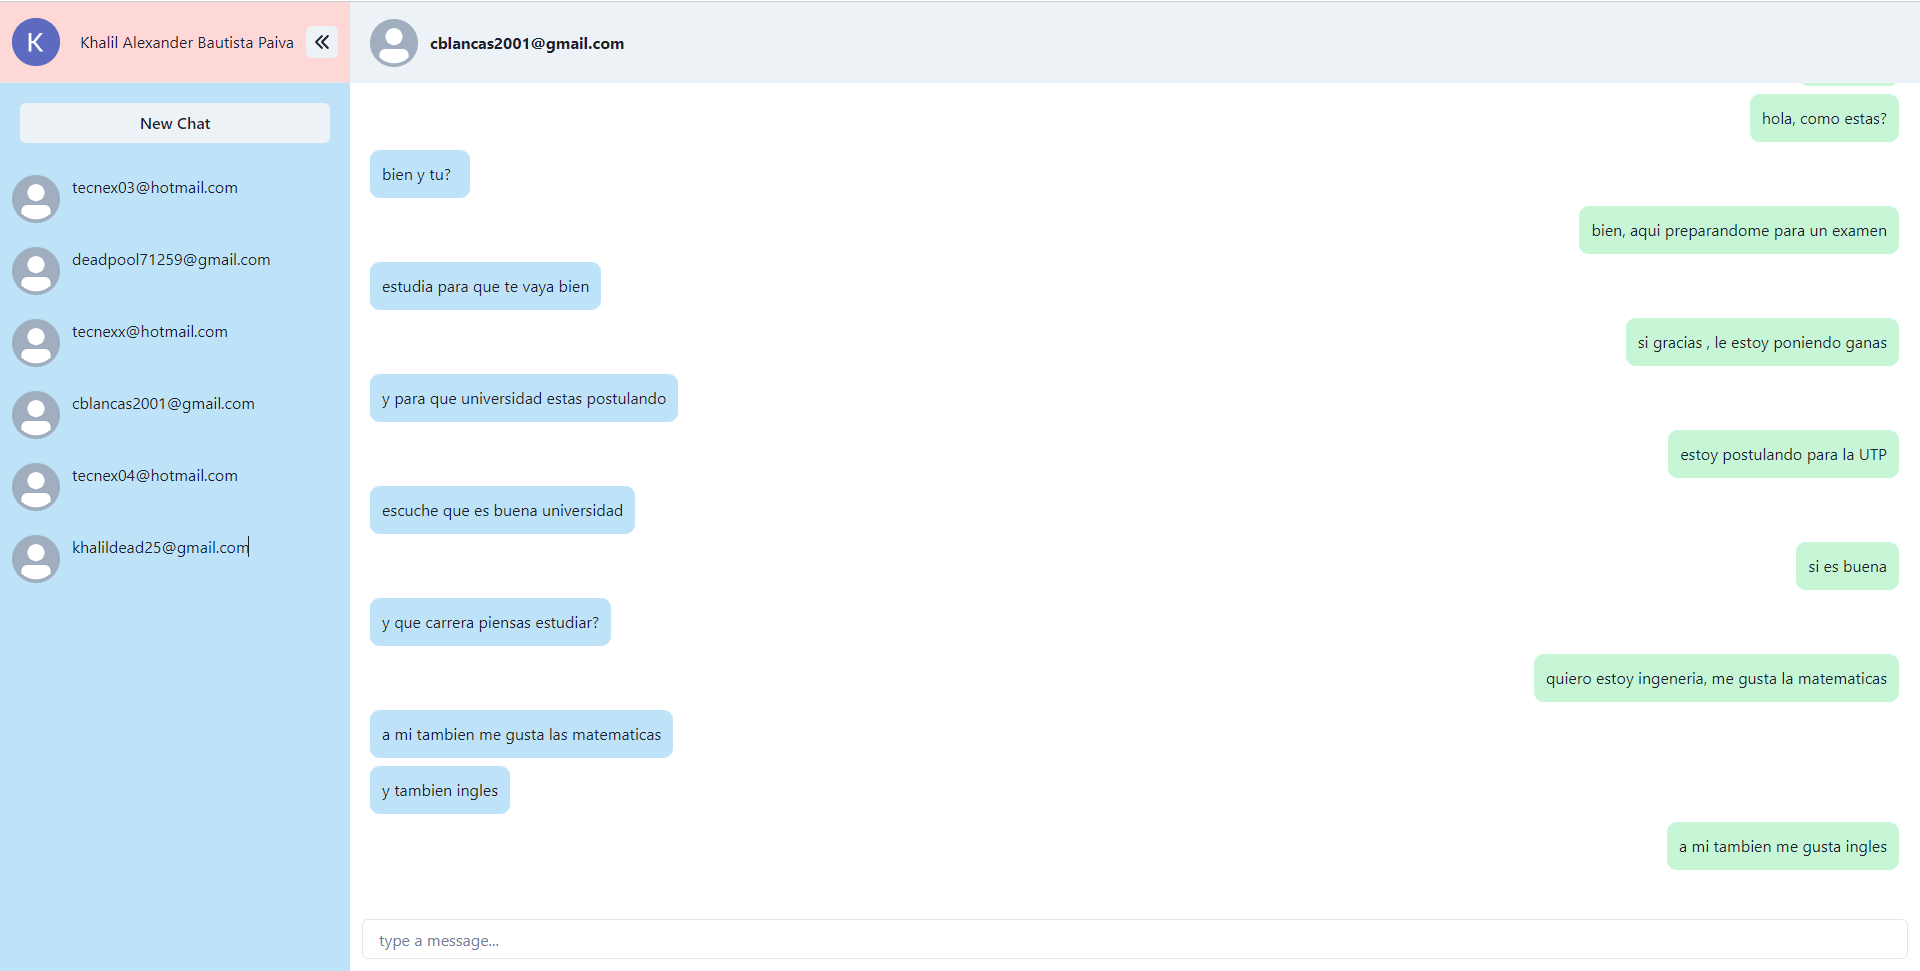 K
Khalil Alexander Bautista Paiva
New Chat
tecnex03@hotmail.com
deadpool71259@gmail.com
tecnexx@hotmail.com
cblancas2001@gmail.com
tecnex04@hotmail.com
khalildead25@gmail.com
cblancas2001@gmail.com
hola, como estas?
bien y tu?
bien, aqui preparandome para un examen
estudia para que te vaya bien
si gracias , le estoy poniendo ganas
y para que universidad estas postulando
estoy postulando para la UTP
escuche que es buena universidad
si es buena
y que carrera piensas estudiar?
quiero estoy ingeneria, me gusta la matematicas
a mi tambien me gusta las matematicas
y tambien ingles
a mi tambien me gusta ingles
type a message...